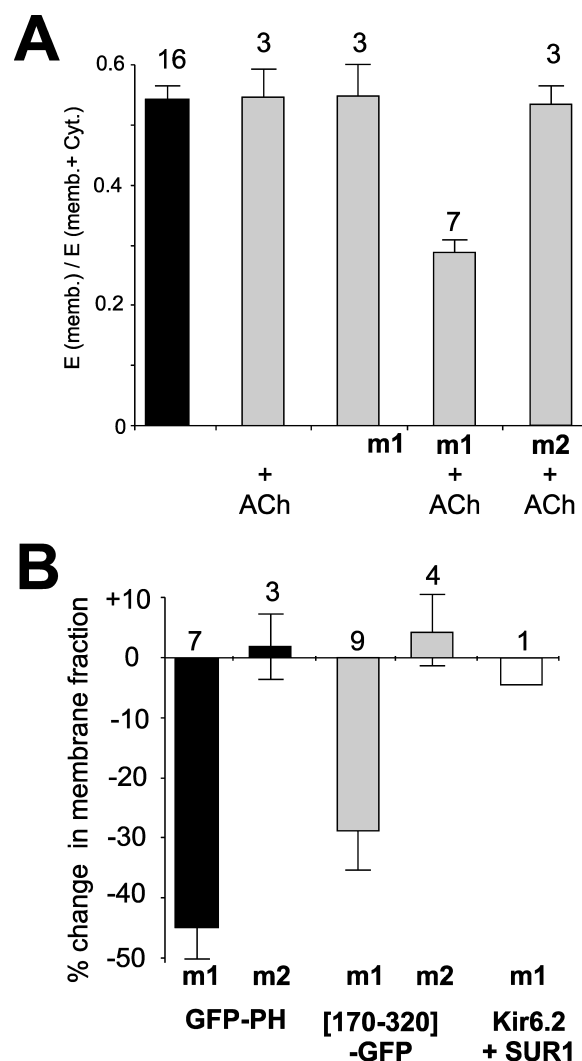 A
E (memb.) / E (memb.+ Cyt.)
0.6
0.4
0.2
0
16
3
3
7
3
m1
m1
m2
+
+
+
ACh
ACh
ACh
B
% change in membrane fraction
+10
0
-10
-20
-30
-40
-50
7
3
9
4
1
m1
m2
m1
m2
m1
GFP-PH
[170-320]
-GFP
Kir6.2
+ SUR1